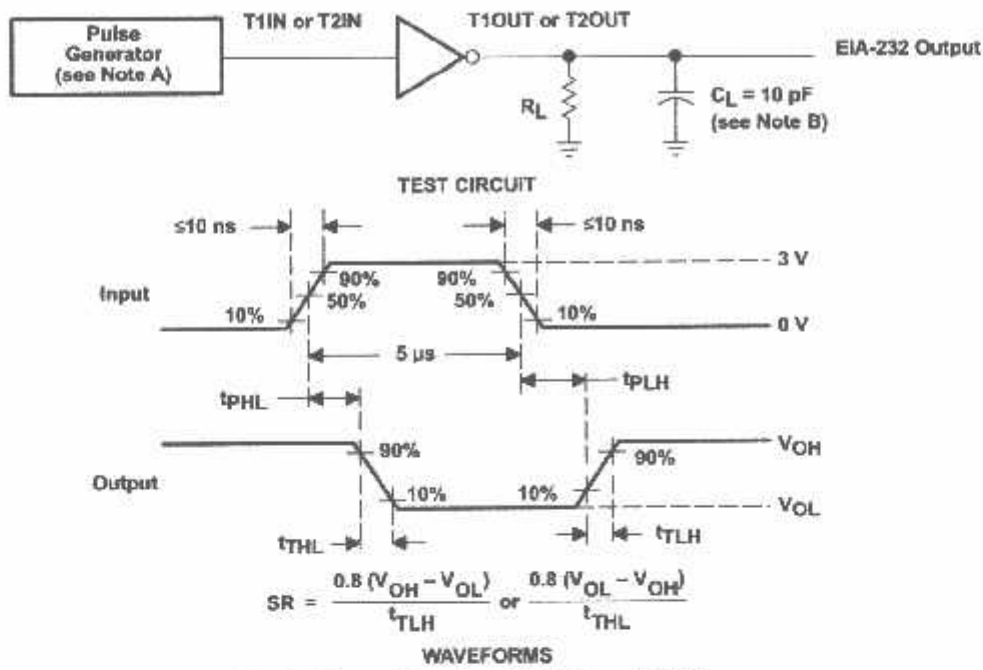 T1IN or T2IN
T1OUT or T2OUT
Pulse
Generator
(see Note A)
EIA-232 Output
RL
CL = 10 pF
(see Note B)
TEST CIRCUIT
≤10 ns
≤10 ns
3 V
90%
90%
Input
50%
50%
10%
10%
0 V
5 µs
tPLH
tPHL
VOH
90%
90%
Output
10%
10%
VOL
tTHL
tTLH
SR = 0.8 (VOH – VOL) / tTLH or 0.8 (VOL – VOH) / tTHL
WAVEFORMS